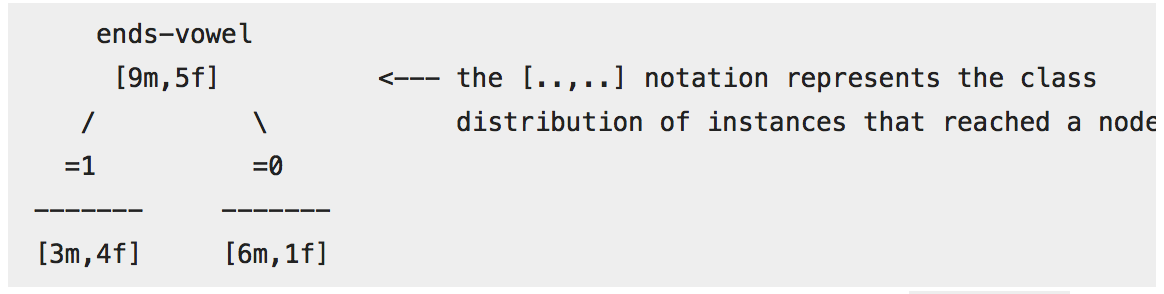 ends-vowel
[9m,5f] <--- the [..,..] notation represents the class
/ \ distribution of instances that reached a node
=1 =0
------- -------
[3m,4f] [6m,1f]